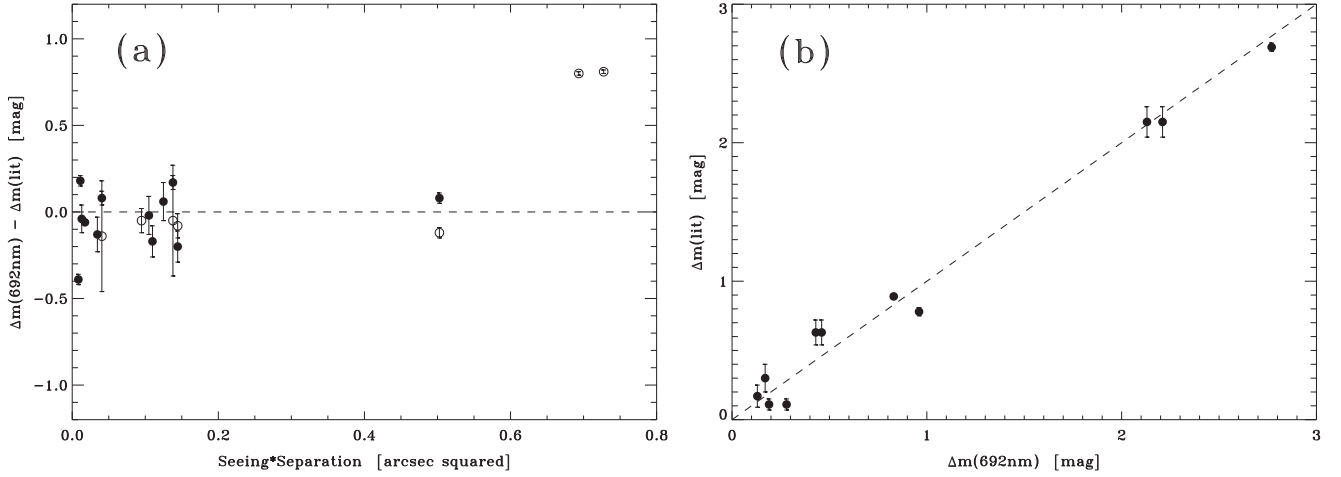 (a)
1.0
0.5
0.0
−0.5
−1.0
Δm(692nm) − Δm(lit) [mag]
0.0 0.2 0.4 0.6 0.8
Seeing*Separation [arcsec squared]
(b)
3
2
1
0
Δm(lit) [mag]
0 1 2 3
Δm(692nm) [mag]